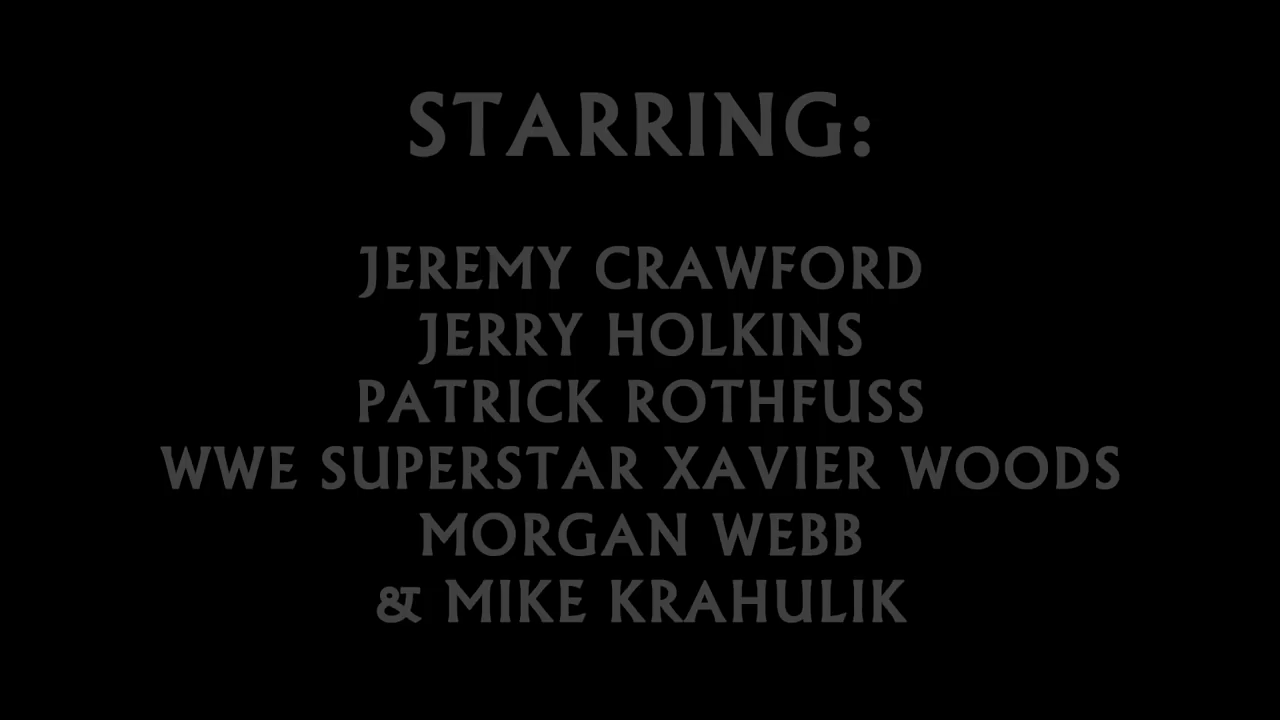 STARRING:
JEREMY CRAWFORD
JERRY HOLKINS
PATRICK ROTHFUSS
WWE SUPERSTAR XAVIER WOODS
MORGAN WEBB
& MIKE KRAHULIK